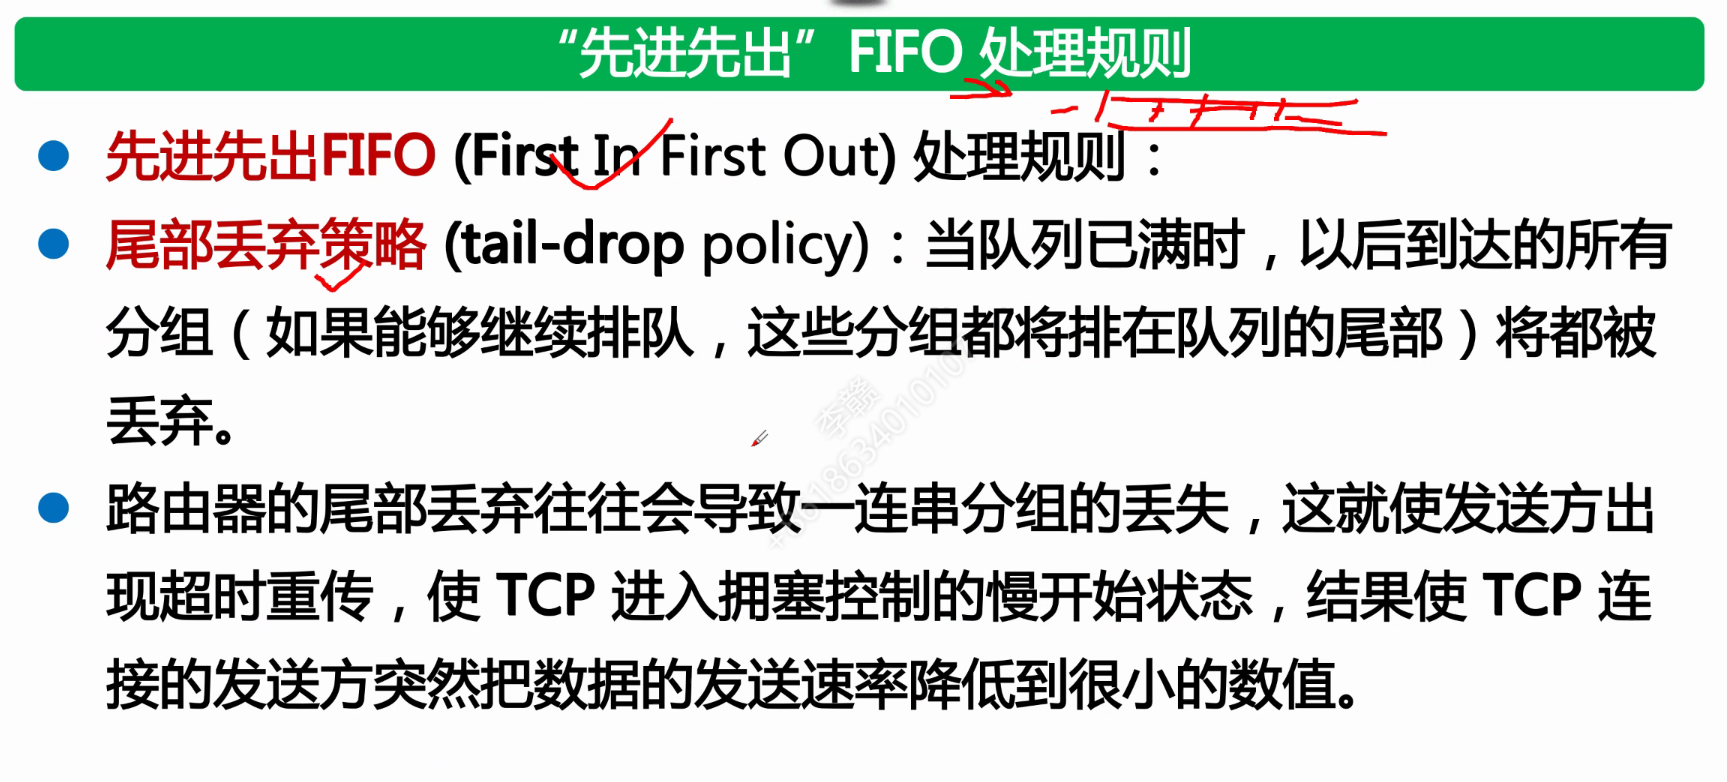 “先进先出” FIFO 处理规则
先进先出FIFO (First In First Out) 处理规则：
尾部丢弃策略 (tail-drop policy)：当队列已满时，以后到达的所有
分组（如果能够继续排队，这些分组都将排在队列的尾部）将都被
丢弃。
路由器的尾部丢弃往往会导致一连串分组的丢失，这就使发送方出
现超时重传，使 TCP 进入拥塞控制的慢开始状态，结果使 TCP 连
接的发送方突然把数据的发送速率降低到很小的数值。
李赣